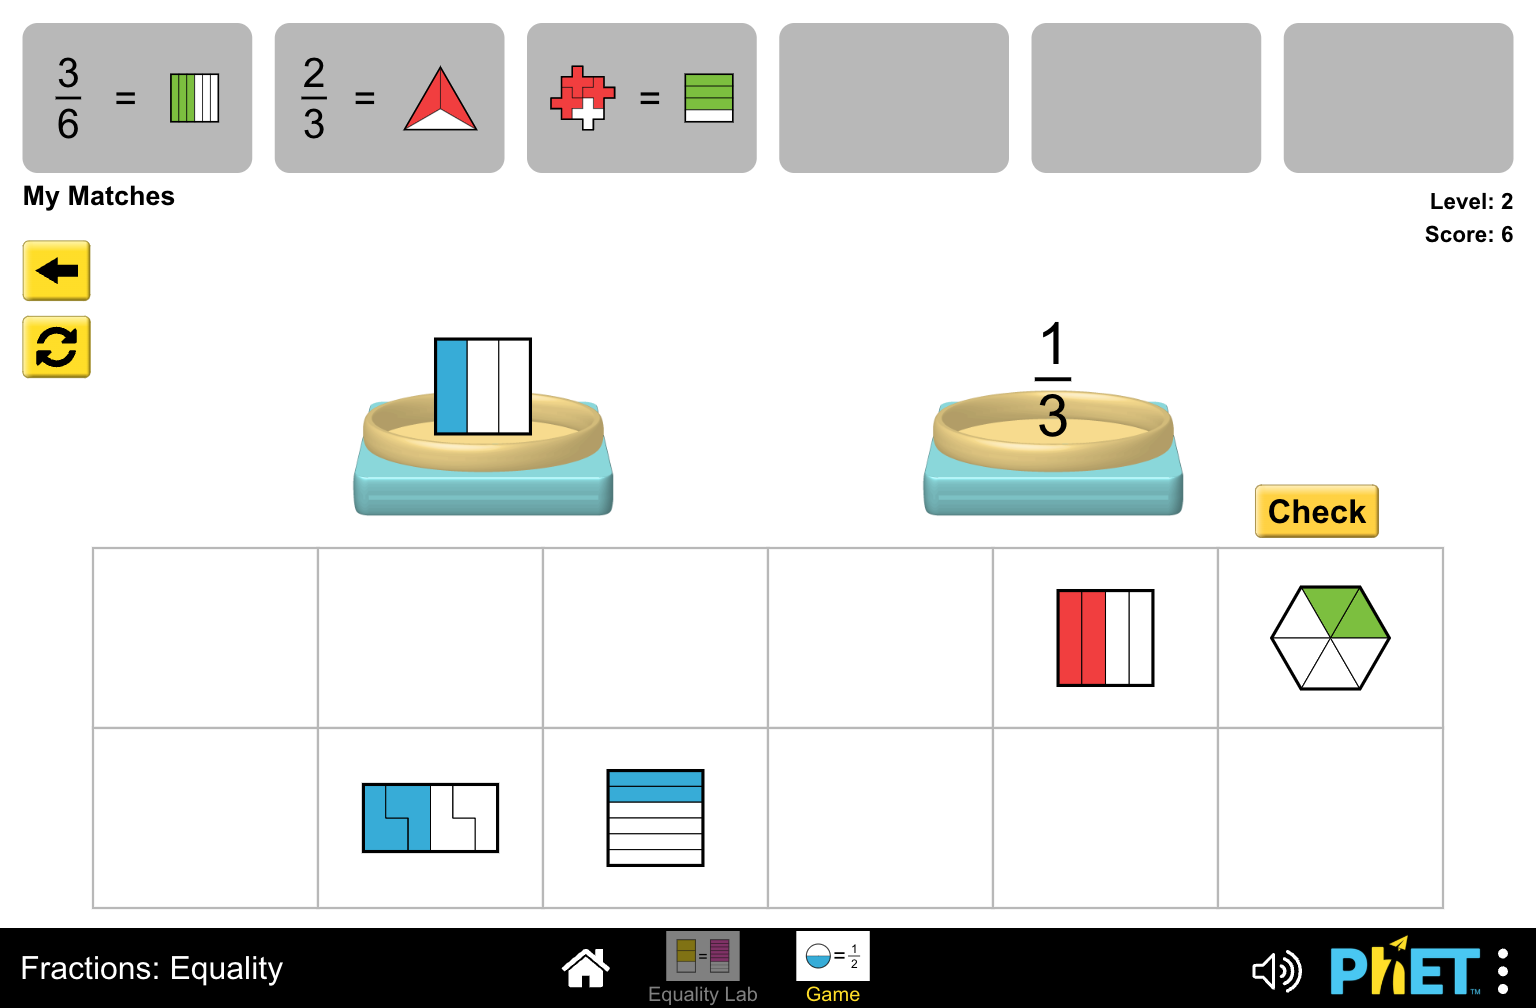 3/6 =
2/3 =
=
My Matches
Level: 2
Score: 6
1/3
Check
Fractions: Equality
=
Equality Lab
= 1/2
Game
PhET™